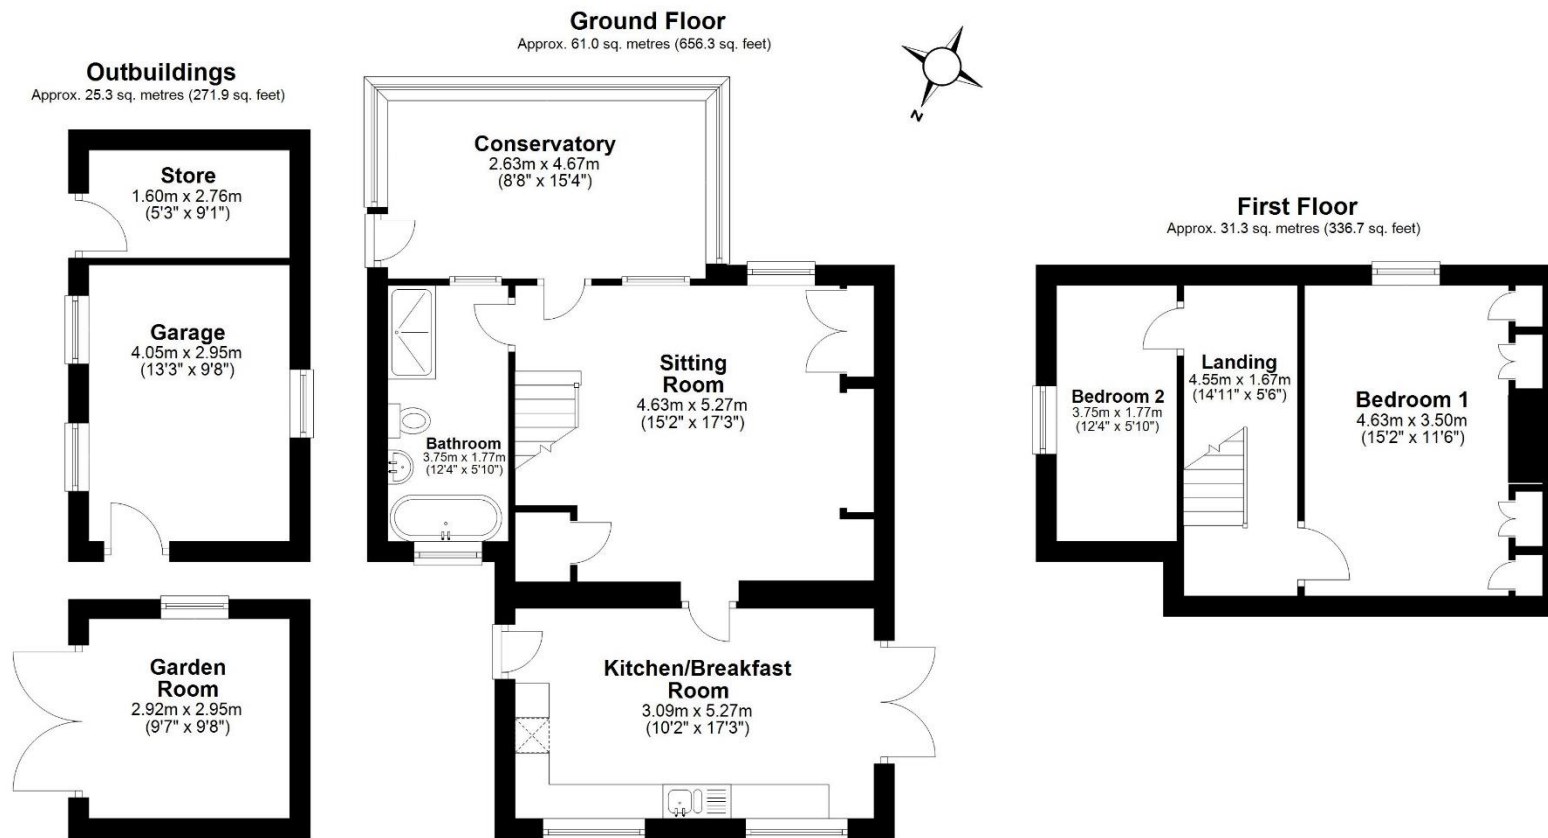 Ground Floor
Approx. 61.0 sq. metres (656.3 sq. feet)
Outbuildings
Approx. 25.3 sq. metres (271.9 sq. feet)
N
Store
1.60m x 2.76m
(5'3" x 9'1")
Garage
4.05m x 2.95m
(13'3" x 9'8")
Garden
Room
2.92m x 2.95m
(9'7" x 9'8")
Conservatory
2.63m x 4.67m
(8'8" x 15'4")
Sitting
Room
4.63m x 5.27m
(15'2" x 17'3")
Bathroom
3.75m x 1.77m
(12'4" x 5'10")
Kitchen/Breakfast
Room
3.09m x 5.27m
(10'2" x 17'3")
First Floor
Approx. 31.3 sq. metres (336.7 sq. feet)
Landing
4.55m x 1.67m
(14'11" x 5'6")
Bedroom 2
3.75m x 1.77m
(12'4" x 5'10")
Bedroom 1
4.63m x 3.50m
(15'2" x 11'6")